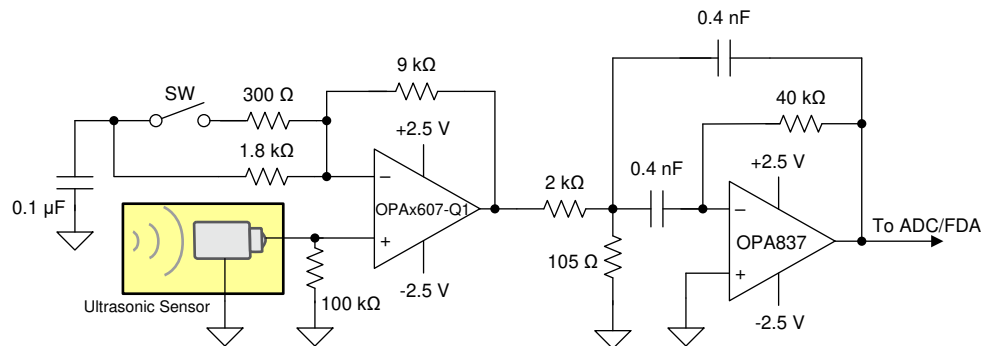 0.4 nF
9 kΩ
SW
300 Ω
40 kΩ
+2.5 V
1.8 kΩ
0.4 nF
+2.5 V
0.1 µF
−
OPAx607-Q1
+
2 kΩ
−
OPA837
+
To ADC/FDA
105 Ω
-2.5 V
100 kΩ
-2.5 V
Ultrasonic Sensor